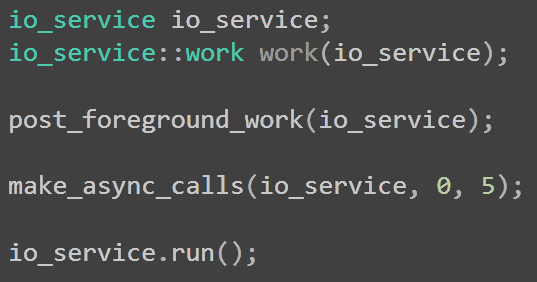 io_service io_service;
io_service::work work(io_service);
post_foreground_work(io_service);
make_async_calls(io_service, 0, 5);
io_service.run();